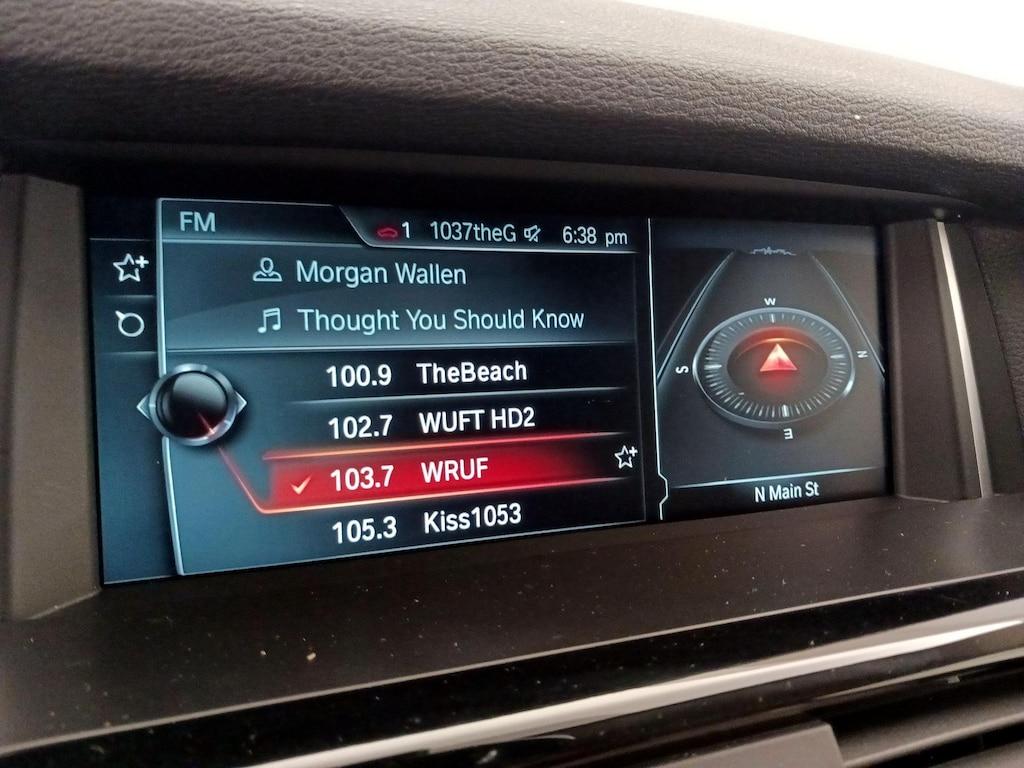 FM
1 1037theG 6:38 pm
Morgan Wallen
Thought You Should Know
100.9 TheBeach
102.7 WUFT HD2
103.7 WRUF
105.3 Kiss1053
W
S N
E
N Main St